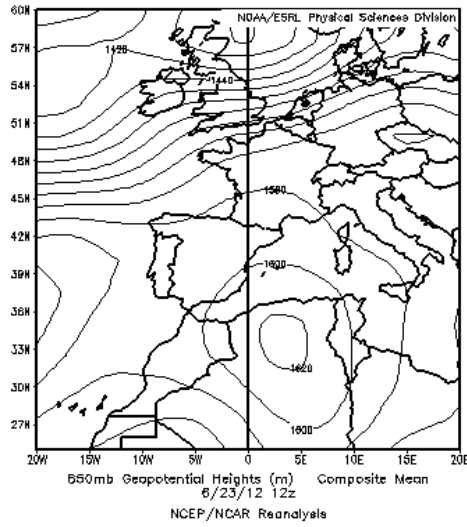 NOAA/ESRL Physical Sciences Division
60N
57N
54N
51N
48N
45N
42N
39N
36N
33N
30N
27N
1440
1580
1600
1620
1600
20W
15W
10W
5W
0
5E
10E
15E
20E
850mb Geopotential Heights (m) Composite Mean
6/23/12 12z
NCEP/NCAR Reanalysis